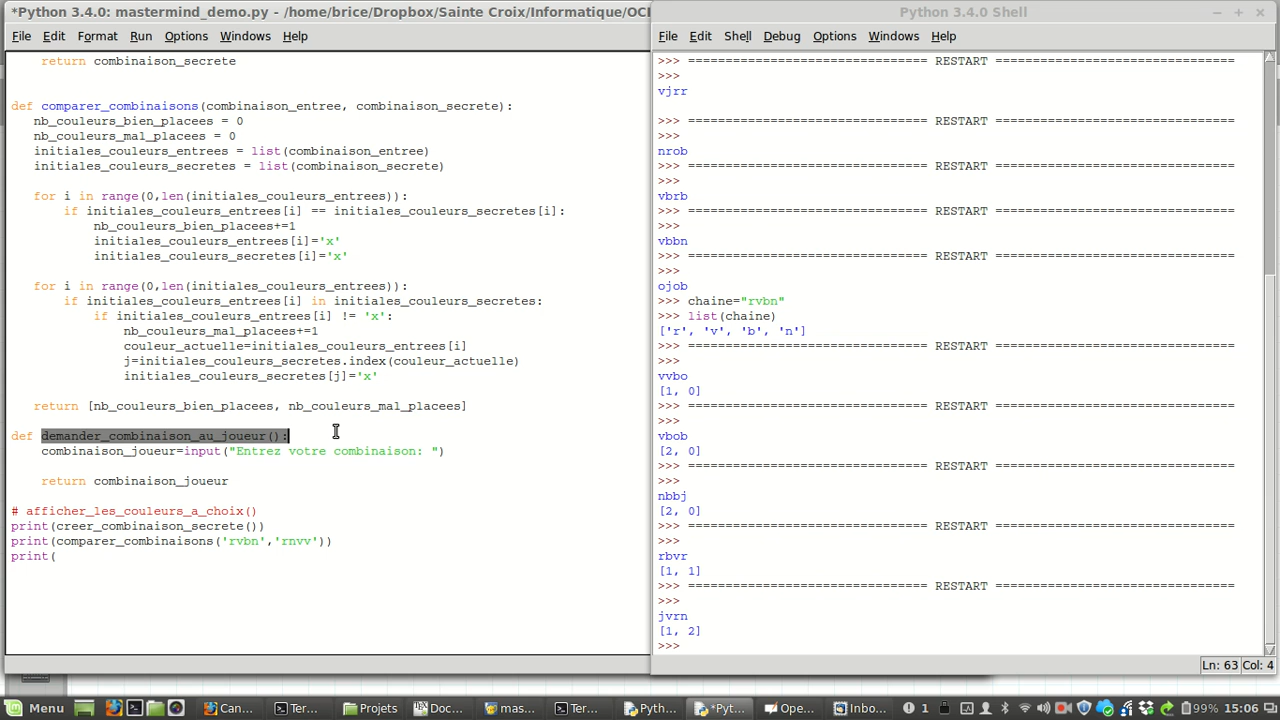 *Python 3.4.0: mastermind_demo.py - /home/brice/Dropbox/Sainte Croix/Informatique/OCI
File Edit Format Run Options Windows Help
return combinaison_secrete
def comparer_combinaisons(combinaison_entree, combinaison_secrete):
nb_couleurs_bien_placees = 0
nb_couleurs_mal_placees = 0
initiales_couleurs_entrees = list(combinaison_entree)
initiales_couleurs_secretes = list(combinaison_secrete)
for i in range(0,len(initiales_couleurs_entrees)):
if initiales_couleurs_entrees[i] == initiales_couleurs_secretes[i]:
nb_couleurs_bien_placees+=1
initiales_couleurs_entrees[i]='x'
initiales_couleurs_secretes[i]='x'
for i in range(0,len(initiales_couleurs_entrees)):
if initiales_couleurs_entrees[i] in initiales_couleurs_secretes:
if initiales_couleurs_entrees[i] != 'x':
nb_couleurs_mal_placees+=1
couleur_actuelle=initiales_couleurs_entrees[i]
j=initiales_couleurs_secretes.index(couleur_actuelle)
initiales_couleurs_secretes[j]='x'
return [nb_couleurs_bien_placees, nb_couleurs_mal_placees]
def demander_combinaison_au_joueur():
combinaison_joueur=input("Entrez votre combinaison: ")
return combinaison_joueur
# afficher_les_couleurs_a_choix()
print(creer_combinaison_secrete())
print(comparer_combinaisons('rvbn','rnvv'))
print(
Python 3.4.0 Shell
File Edit Shell Debug Options Windows Help
>>> ================================ RESTART ================================
>>>
vjrr
>>> ================================ RESTART ================================
>>>
nrob
>>> ================================ RESTART ================================
>>>
vbrb
>>> ================================ RESTART ================================
>>>
vbbn
>>> ================================ RESTART ================================
>>>
ojob
>>> chaine="rvbn"
>>> list(chaine)
['r', 'v', 'b', 'n']
>>> ================================ RESTART ================================
>>>
vvbo
[1, 0]
>>> ================================ RESTART ================================
>>>
vbob
[2, 0]
>>> ================================ RESTART ================================
>>>
nbbj
[2, 0]
>>> ================================ RESTART ================================
>>>
rbvr
[1, 1]
>>> ================================ RESTART ================================
>>>
jvrn
[1, 2]
>>>
Ln: 63 Col: 4
Menu Can... Ter... Projets Doc... mas... Ter... Pyth... *Pyt... Ope... Inbo... 1 99% 15:06